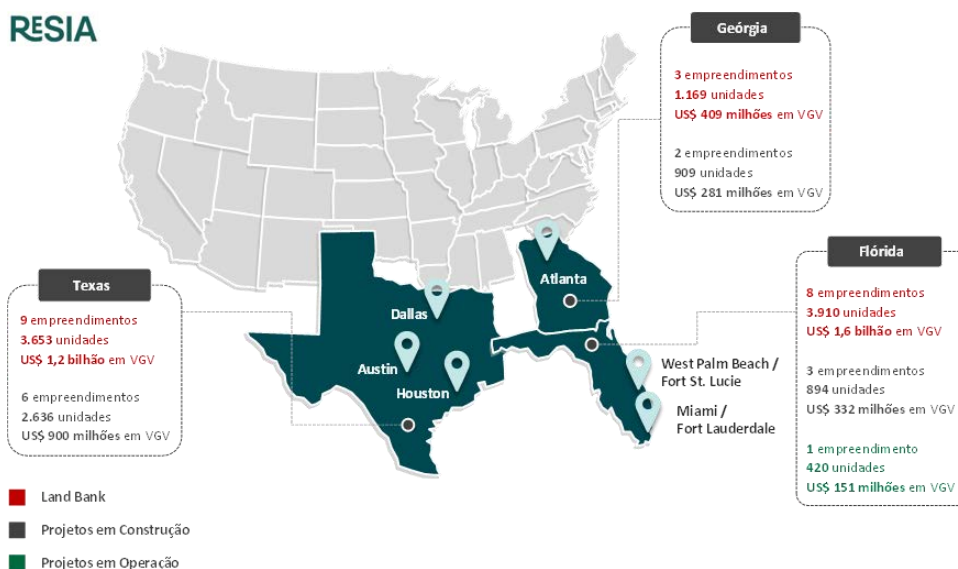 RESIA
Geórgia
3 empreendimentos
1.169 unidades
US$ 409 milhões em VGV
2 empreendimentos
909 unidades
US$ 281 milhões em VGV
Flórida
8 empreendimentos
3.910 unidades
US$ 1,6 bilhão em VGV
3 empreendimentos
894 unidades
US$ 332 milhões em VGV
1 empreendimento
420 unidades
US$ 151 milhões em VGV
Texas
9 empreendimentos
3.653 unidades
US$ 1,2 bilhão em VGV
6 empreendimentos
2.636 unidades
US$ 900 milhões em VGV
Atlanta
Dallas
Austin
Houston
West Palm Beach /
Fort St. Lucie
Miami /
Fort Lauderdale
Land Bank
Projetos em Construção
Projetos em Operação